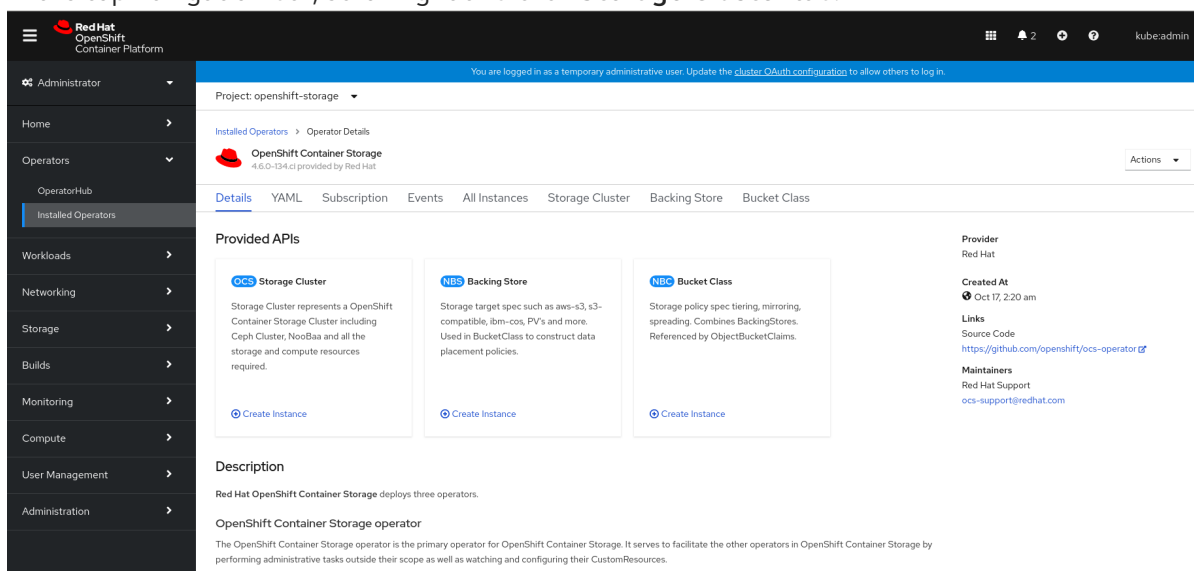 Red Hat
OpenShift
Container Platform
2
kube:admin
Administrator
You are logged in as a temporary administrative user. Update the cluster OAuth configuration to allow others to log in.
Project: openshift-storage
Home
Installed Operators > Operator Details
Operators
OpenShift Container Storage
4.6.0-134.ci provided by Red Hat
Actions
OperatorHub
Installed Operators
Details YAML Subscription Events All Instances Storage Cluster Backing Store Bucket Class
Workloads
Networking
Storage
Builds
Monitoring
Compute
User Management
Administration
Provided APIs
OCS Storage Cluster
Storage Cluster represents a OpenShift
Container Storage Cluster including
Ceph Cluster, NooBaa and all the
storage and compute resources
required.
Create Instance
NBS Backing Store
Storage target spec such as aws-s3, s3-
compatible, ibm-cos, PV's and more.
Used in BucketClass to construct data
placement policies.
Create Instance
NBC Bucket Class
Storage policy spec tiering, mirroring,
spreading. Combines BackingStores.
Referenced by ObjectBucketClaims.
Create Instance
Provider
Red Hat
Created At
Oct 17, 2:20 am
Links
Source Code
https://github.com/openshift/ocs-operator
Maintainers
Red Hat Support
ocs-support@redhat.com
Description
Red Hat OpenShift Container Storage deploys three operators.
OpenShift Container Storage operator
The OpenShift Container Storage operator is the primary operator for OpenShift Container Storage. It serves to facilitate the other operators in OpenShift Container Storage by
performing administrative tasks outside their scope as well as watching and configuring their CustomResources.